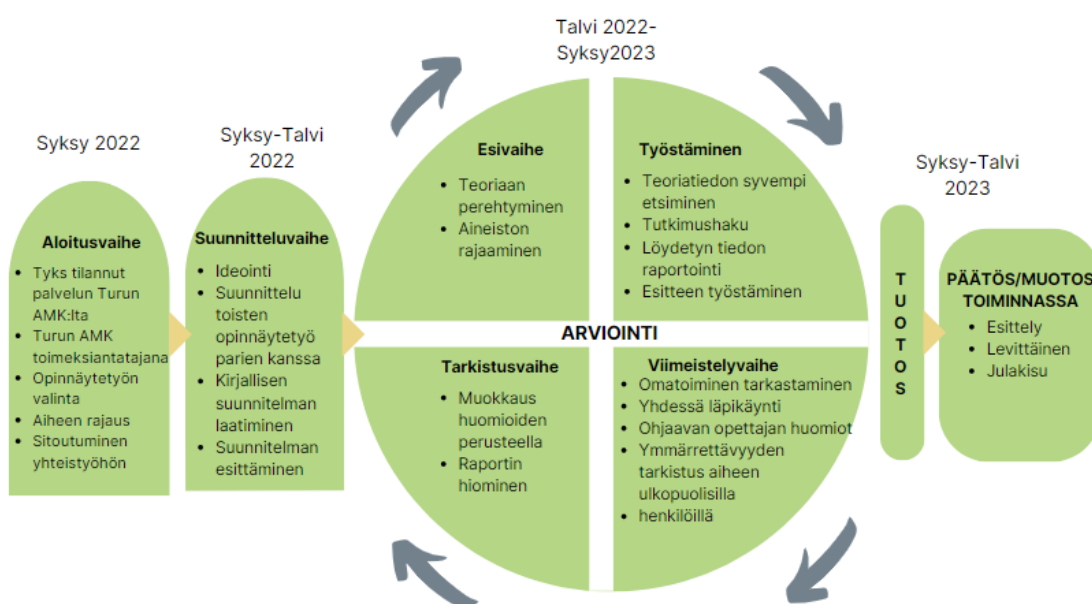 Syksy 2022
Aloitusvaihe
• Tyks tilannut
palvelun Turun
AMK:lta
• Turun AMK
toimeksiantatajana
• Opinnäytetyön
valinta
• Aiheen rajaus
• Sitoutuminen
yhteistyöhön
Syksy-Talvi
2022
Suunnitteluvaihe
• Ideointi
• Suunnittelu
toisten
opinnäytetyö
parien kanssa
• Kirjallisen
suunnitelman
laatiminen
• Suunnitelman
esittäminen
Talvi 2022-
Syksy2023
Esivaihe
• Teoriaan
perehtyminen
• Aineiston
rajaaminen
Työstäminen
• Teoriatiedon syvempi
etsiminen
• Tutkimushaku
• Löydetyn tiedon
raportointi
• Esitteen työstäminen
ARVIOINTI
Tarkistusvaihe
• Muokkaus
huomioiden
perusteella
• Raportin
hiominen
Viimeistelyvaihe
• Omatoiminen tarkastaminen
• Yhdessä läpikäynti
• Ohjaavan opettajan huomiot
• Ymmärrettävyyden
tarkistus aiheen
ulkopuolisilla
• henkilöillä
Syksy-Talvi
2023
T
U
O
T
O
S
PÄÄTÖS/MUOTOS
TOIMINNASSA
• Esittely
• Levittäinen
• Julakisu